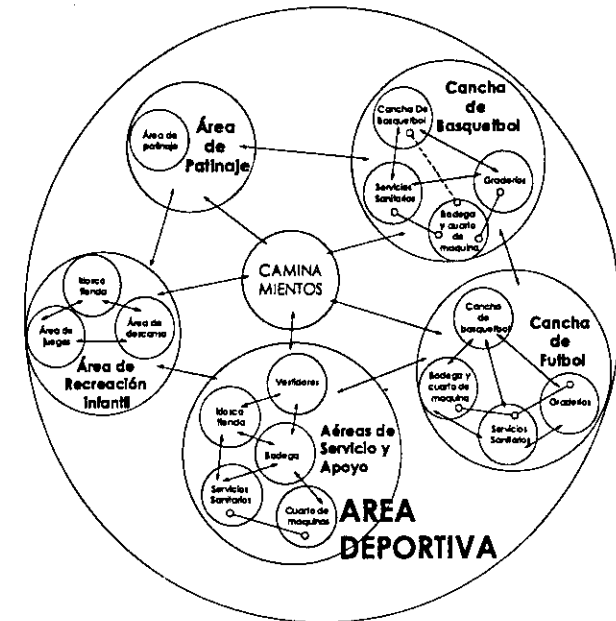 Cancha
de
Basquetbol
Cancha De
Basquetbol
Servicios
Sanitarios
Graderios
Bodega
y cuarto de
maquina
Área
de
Patinaje
Área de
patinaje
CAMINA
MIENTOS
kiosco
tienda
Área de
juegos
Área de
descanso
Área de
Recreación
infantil
Cancha
de
Futbol
Cancha
de
basquetbol
Bodega y
cuarto de
maquina
Graderios
Servicios
Sanitarios
Vestidores
kiosco
tienda
Bodega
Servicios
Sanitarios
Cuarto de
maquinas
Aéreas de
Servicio y
Apoyo
AREA
DEPORTIVA